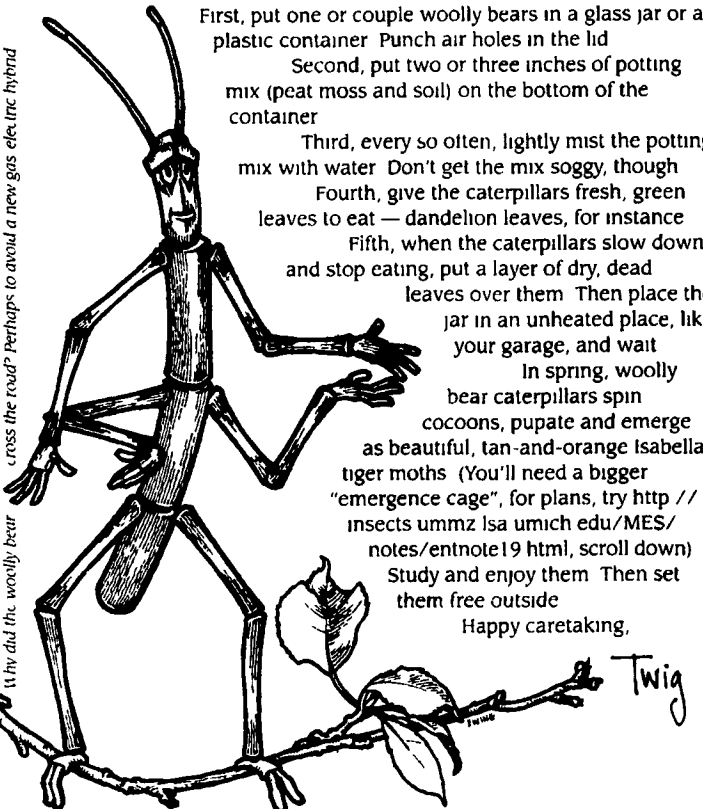 First, put one or couple woolly bears in a glass jar or a
plastic container Punch air holes in the lid
Second, put two or three inches of potting
mix (peat moss and soil) on the bottom of the
container
Third, every so often, lightly mist the potting
mix with water Don't get the mix soggy, though
Fourth, give the caterpillars fresh, green
leaves to eat — dandelion leaves, for instance
Fifth, when the caterpillars slow down
and stop eating, put a layer of dry, dead
leaves over them Then place th
jar in an unheated place, lik
your garage, and wait
In spring, woolly
bear caterpillars spin
cocoons, pupate and emerge
as beautiful, tan-and-orange Isabella
tiger moths (You'll need a bigger
"emergence cage", for plans, try http //
insects ummz lsa umich edu/MES/
notes/entnote19 html, scroll down)
Study and enjoy them Then set
them free outside
Happy caretaking,
Twig
Why did the woolly bear cross the road? Perhaps to avoid a new gas electric hybrid